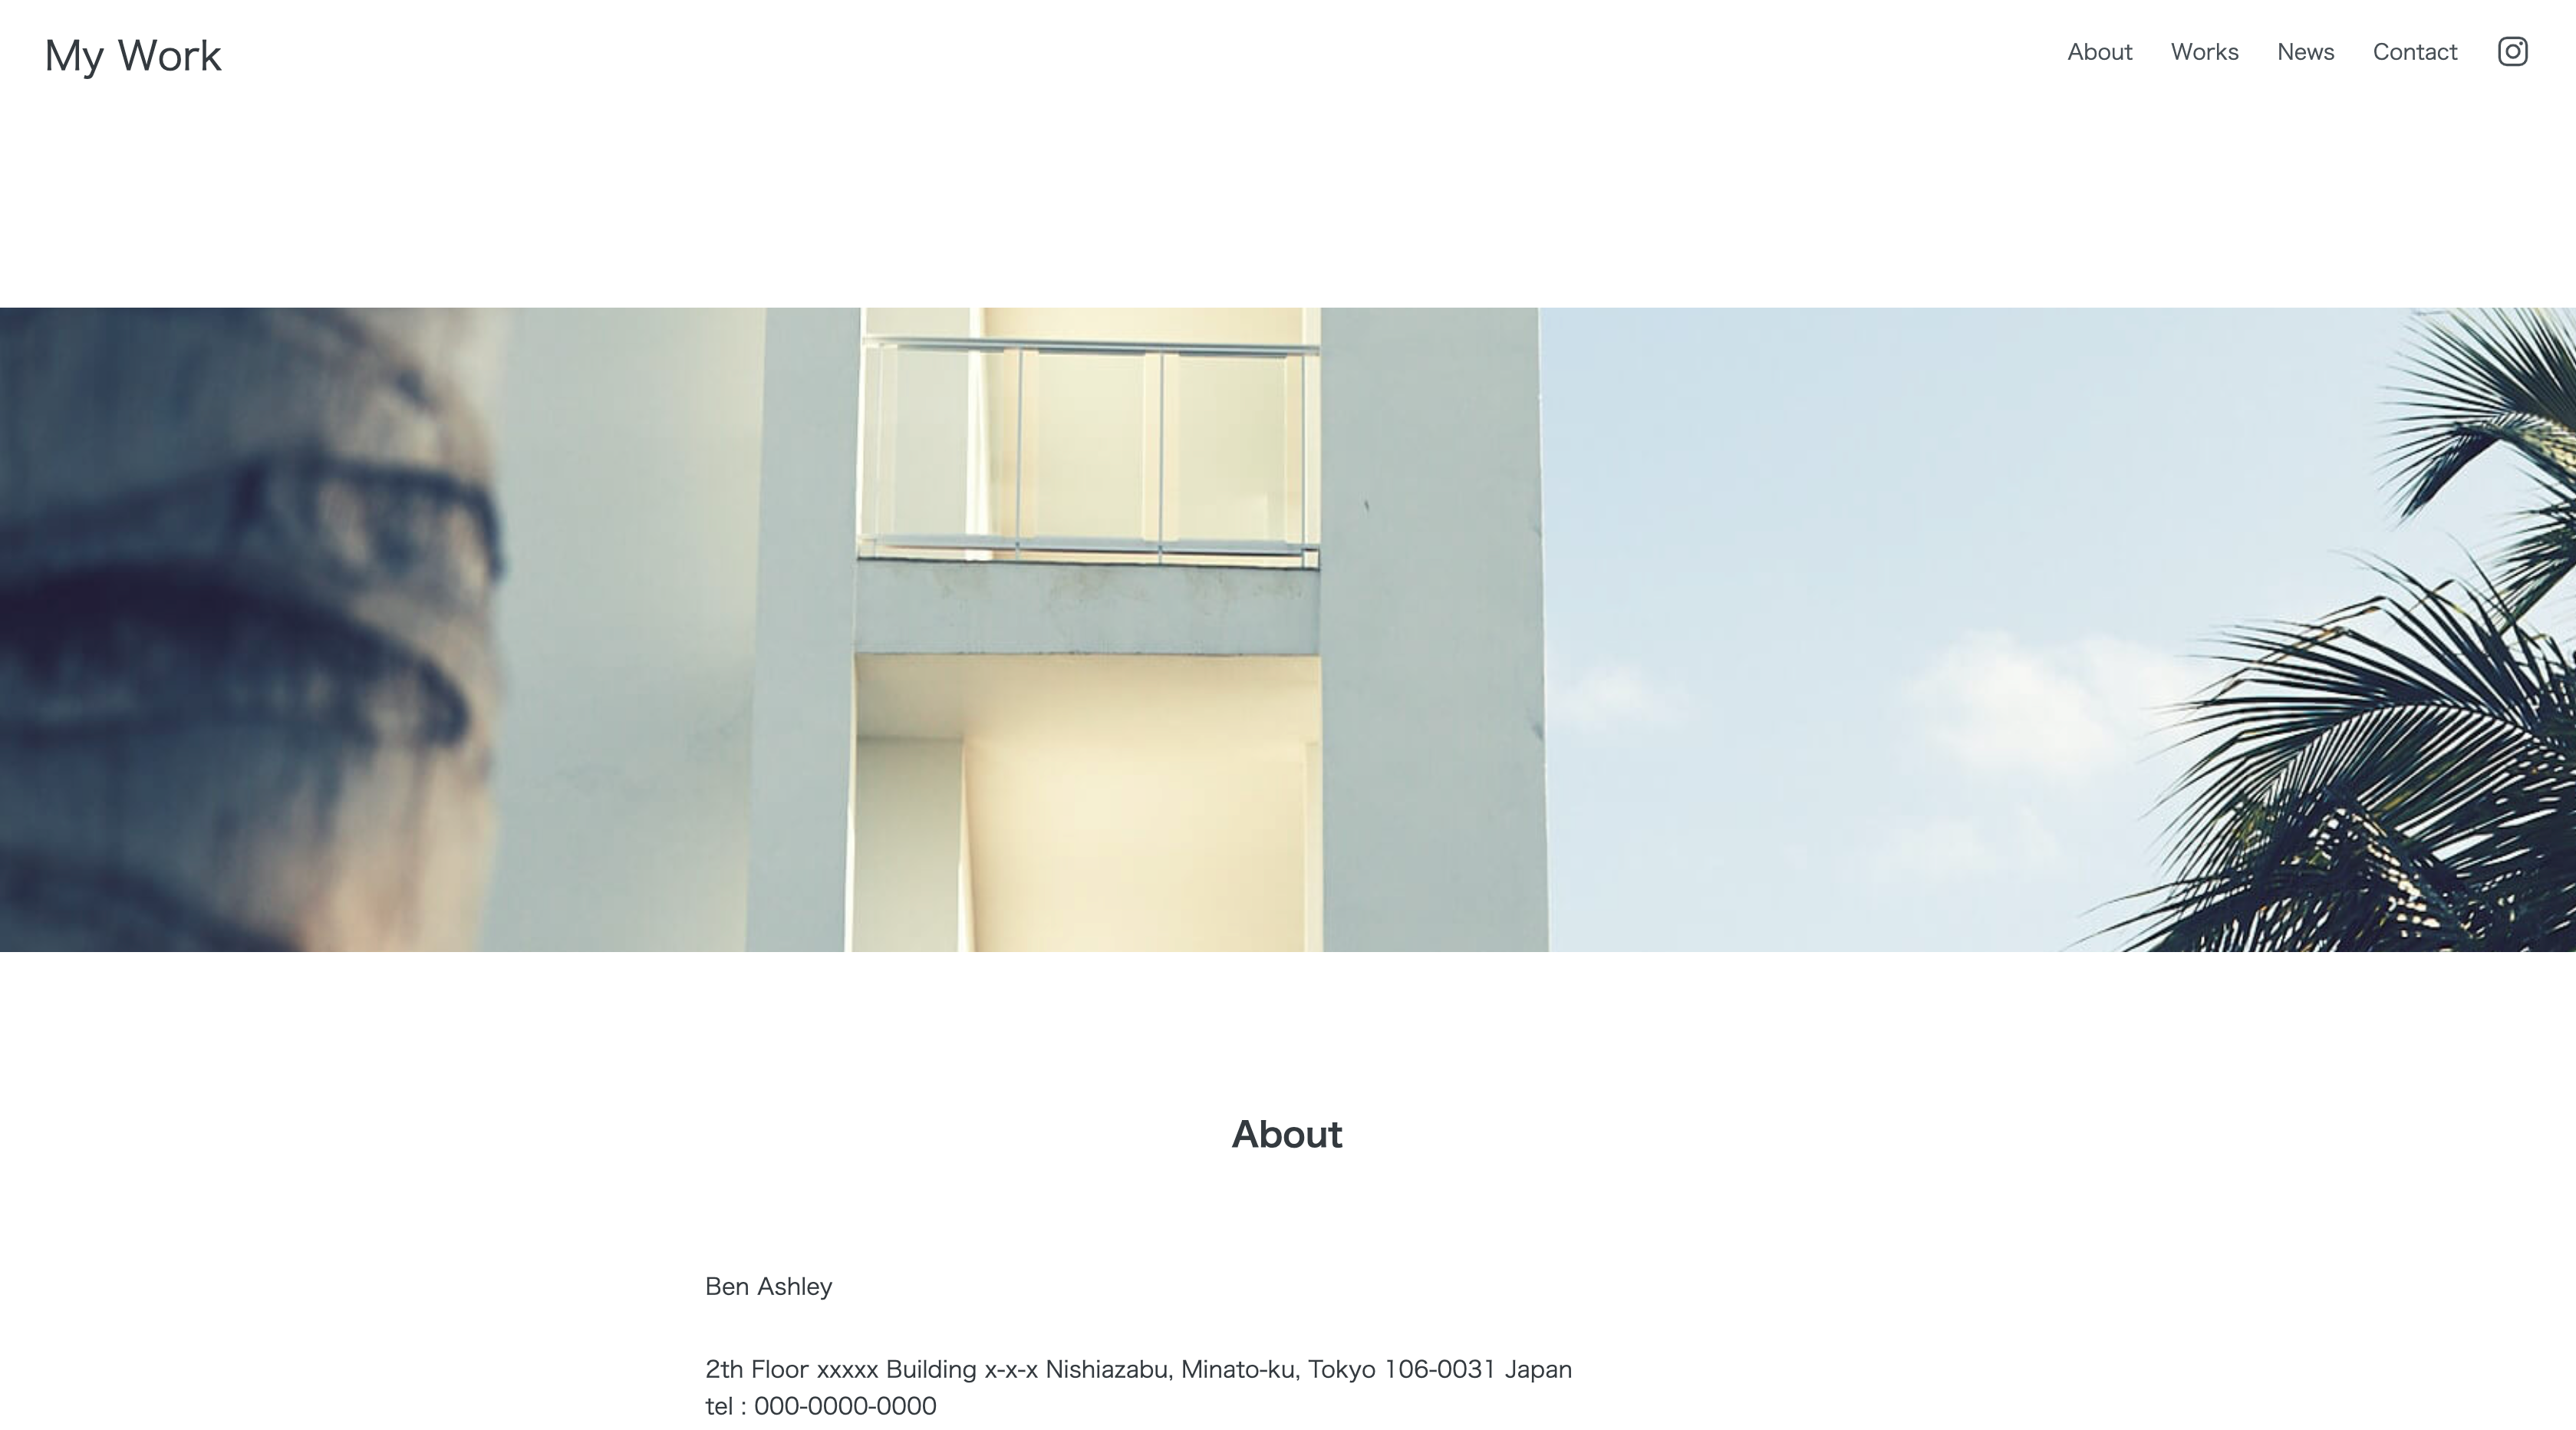 My Work
About Works News Contact
About
Ben Ashley
2th Floor xxxxx Building x-x-x Nishiazabu, Minato-ku, Tokyo 106-0031 Japan
tel : 000-0000-0000